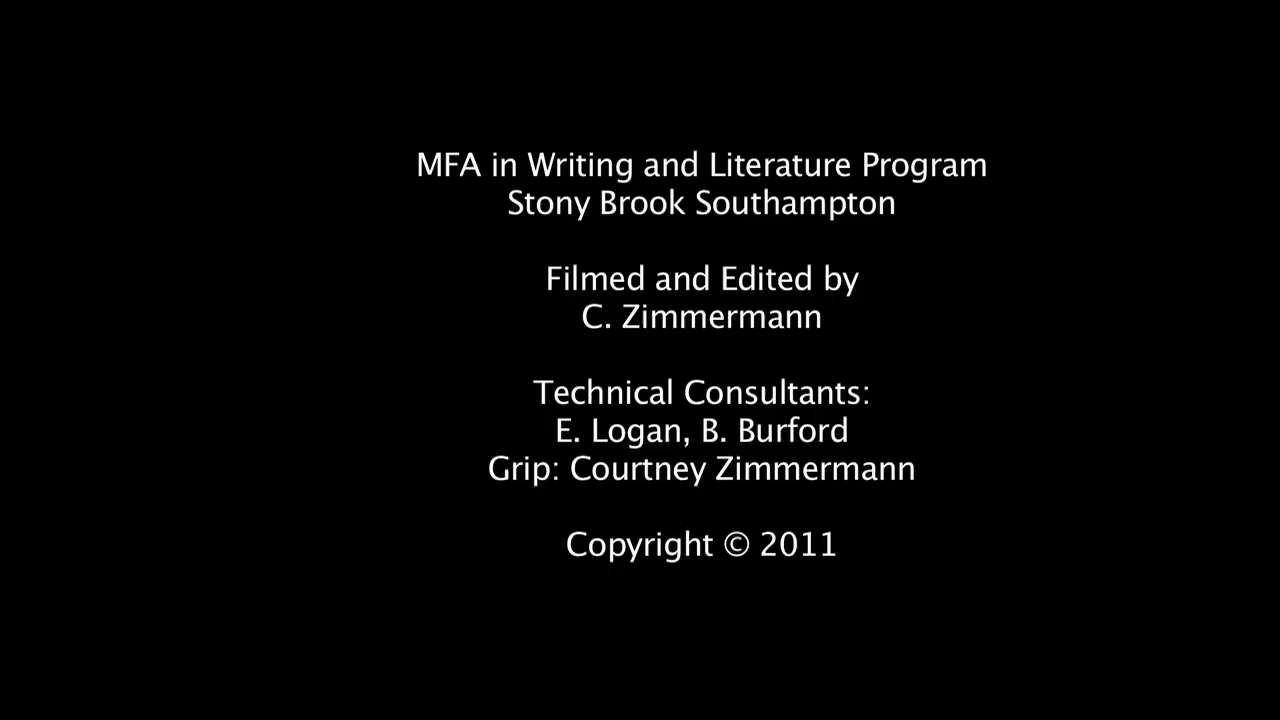 MFA in Writing and Literature Program
Stony Brook Southampton
Filmed and Edited by
C. Zimmermann
Technical Consultants:
E. Logan, B. Burford
Grip: Courtney Zimmermann
Copyright © 2011